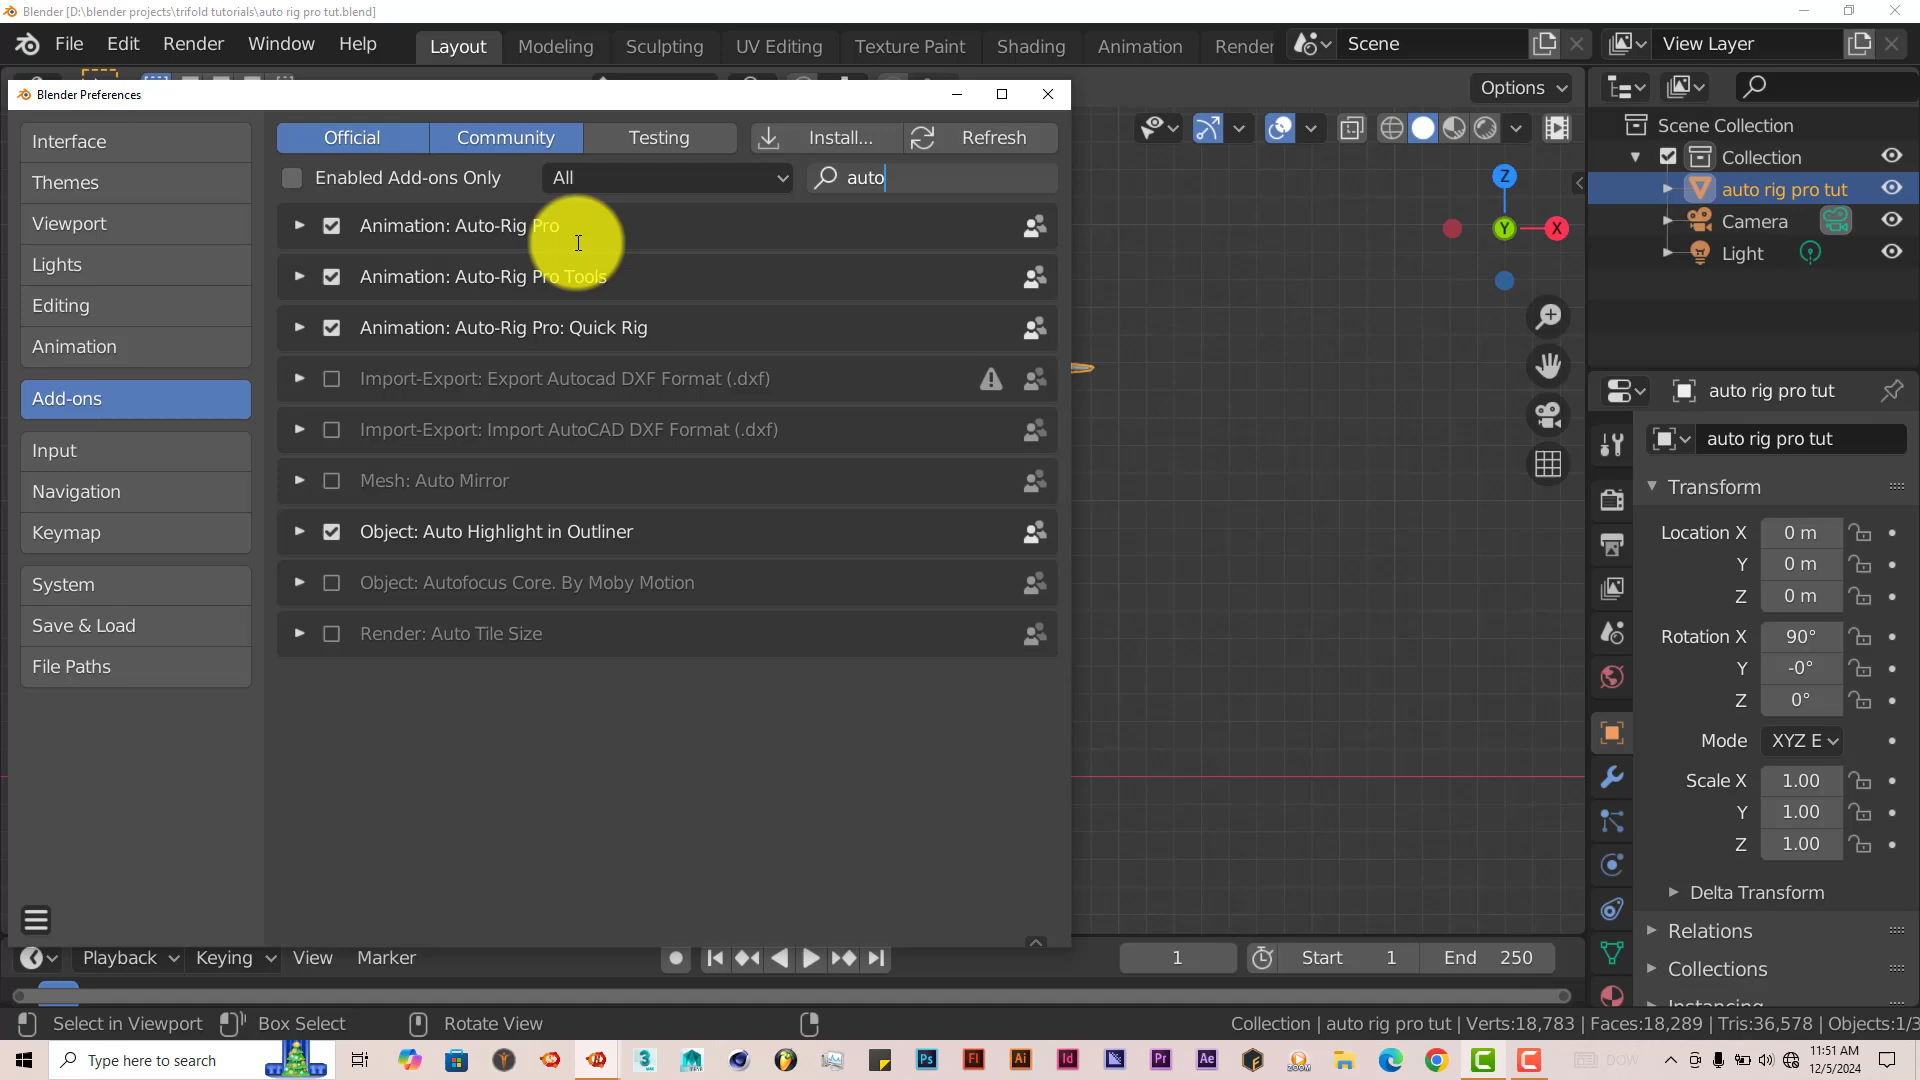 Blender [D:\blender projects\trifold tutorials\auto rig pro tut.blend]
File Edit Render Window Help Layout Modeling Sculpting UV Editing Texture Paint Shading Animation Render Scene View Layer
Options
Blender Preferences
Interface
Themes
Viewport
Lights
Editing
Animation
Add-ons
Input
Navigation
Keymap
System
Save & Load
File Paths
Official Community Testing Install... Refresh
Enabled Add-ons Only All auto
Animation: Auto-Rig Pro
Animation: Auto-Rig Pro Tools
Animation: Auto-Rig Pro: Quick Rig
Import-Export: Export Autocad DXF Format (.dxf)
Import-Export: Import AutoCAD DXF Format (.dxf)
Mesh: Auto Mirror
Object: Auto Highlight in Outliner
Object: Autofocus Core. By Moby Motion
Render: Auto Tile Size
Z
Y
X
Scene Collection
Collection
auto rig pro tut
Camera
Light
auto rig pro tut
auto rig pro tut
Transform
Location X 0 m
Y 0 m
Z 0 m
Rotation X 90°
Y -0°
Z 0°
Mode XYZ E
Scale X 1.00
Y 1.00
Z 1.00
Delta Transform
Relations
Collections
Instancing
Playback Keying View Marker 1 Start 1 End 250
Select in Viewport Box Select Rotate View Collection | auto rig pro tut | Verts:18,783 | Faces:18,289 | Tris:36,578 | Objects:1/3
Type here to search
Ps Fl Ai Id Pr Ae
ZOOM
11:51 AM
12/5/2024